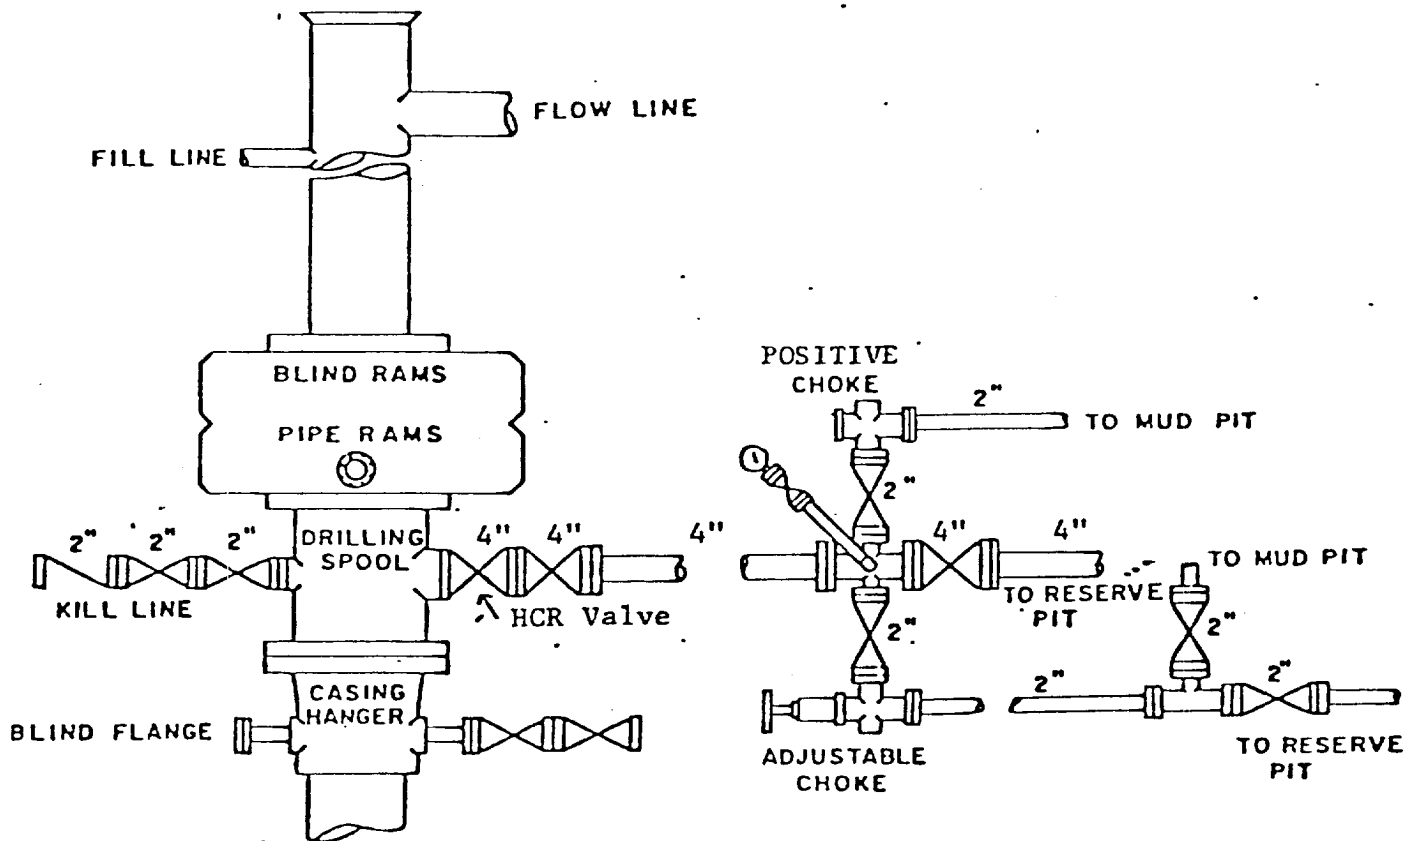 FLOW LINE
FILL LINE
BLIND RAMS
PIPE RAMS
POSITIVE
CHOKE
2"
TO MUD PIT
2"
2" 2" 2"
DRILLING
SPOOL
4" 4" 4"
4" 4"
KILL LINE
HCR Valve
TO RESERVE
PIT
TO MUD PIT
2"
2"
CASING
HANGER
BLIND FLANGE
2"
2"
ADJUSTABLE
CHOKE
TO RESERVE
PIT